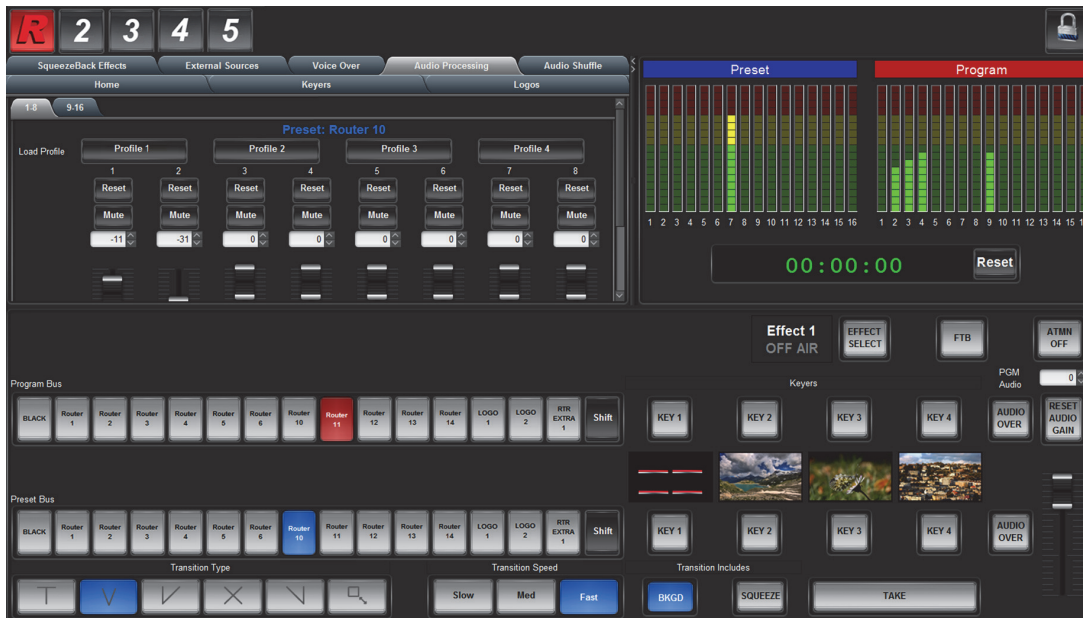 R 2 3 4 5
SqueezeBack Effects External Sources Voice Over Audio Processing Audio Shuffle
Home Keyers Logos
1-8 9-16
Preset: Router 10
Load Profile Profile 1 Profile 2 Profile 3 Profile 4
1 2 3 4 5 6 7 8
Reset Reset Reset Reset Reset Reset Reset Reset
Mute Mute Mute Mute Mute Mute Mute Mute
-11 -31 0 0 0 0 0 0
Preset Program
1 2 3 4 5 6 7 8 9 10 11 12 13 14 15 16
1 2 3 4 5 6 7 8 9 10 11 12 13 14 15
00:00:00 Reset
Effect 1
OFF AIR
EFFECT
SELECT
FTB
ATMN
OFF
PGM
Audio
0
Program Bus
Keyers
BLACK
Router
1
Router
2
Router
3
Router
4
Router
5
Router
6
Router
10
Router
11
Router
12
Router
13
Router
14
LOGO
1
LOGO
2
RTR
EXTRA
1
Shift
KEY 1 KEY 2 KEY 3 KEY 4
AUDIO
OVER
RESET
AUDIO
GAIN
Preset Bus
BLACK
Router
1
Router
2
Router
3
Router
4
Router
5
Router
6
Router
10
Router
11
Router
12
Router
13
Router
14
LOGO
1
LOGO
2
RTR
EXTRA
1
Shift
KEY 1 KEY 2 KEY 3 KEY 4
AUDIO
OVER
Transition Type Transition Speed Transition Includes
Slow Med Fast BKGD SQUEEZE TAKE